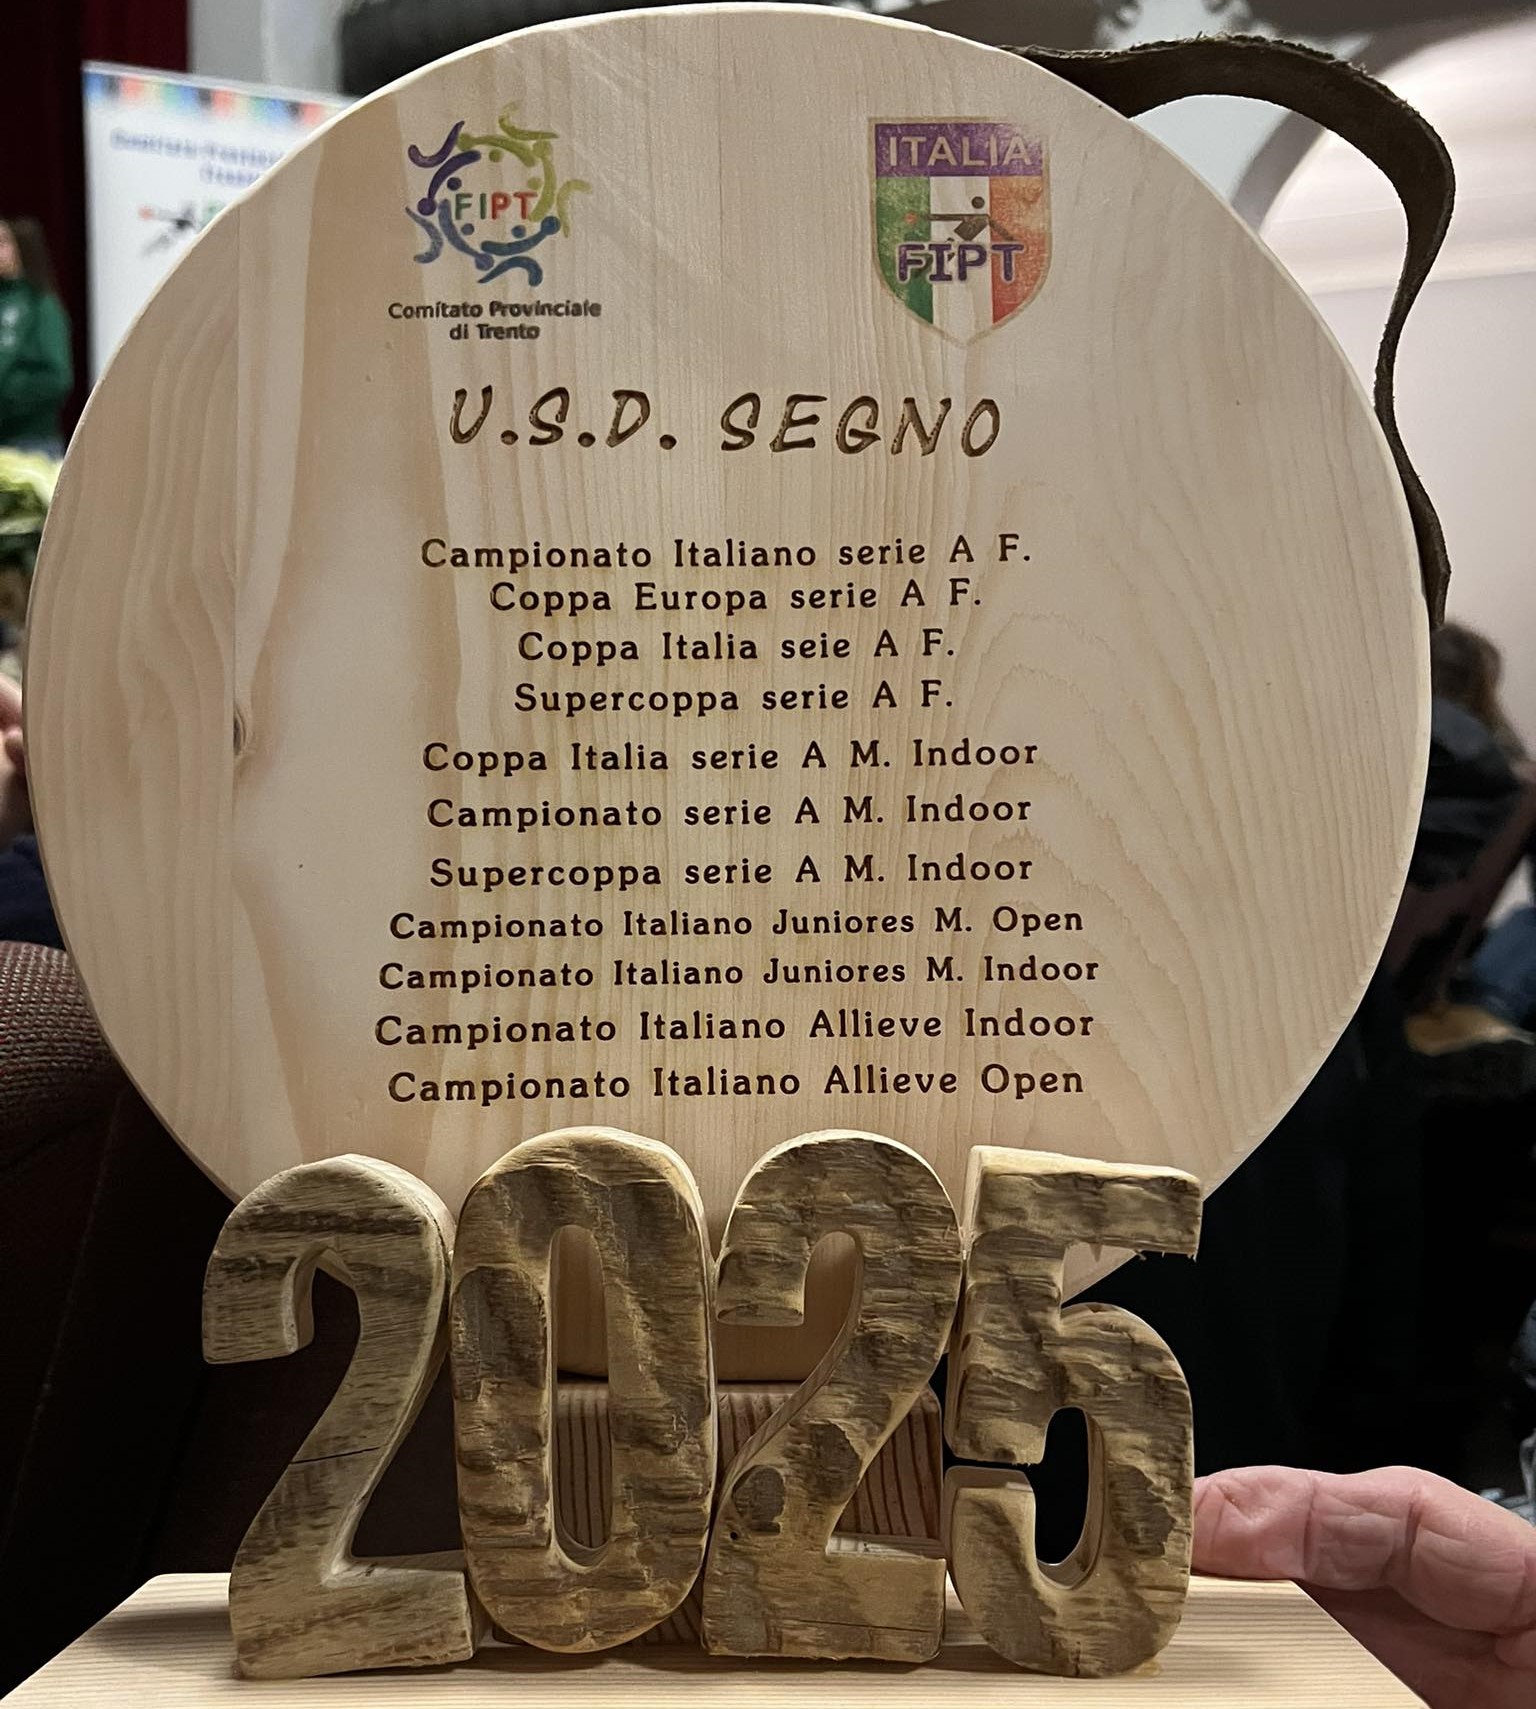 FIPT
Comitato Provinciale
di Trento
ITALIA
FIPT
U.S.D. SEGNO
Campionato Italiano serie A F.
Coppa Europa serie A F.
Coppa Italia seie A F.
Supercoppa serie A F.
Coppa Italia serie A M. Indoor
Campionato serie A M. Indoor
Supercoppa serie A M. Indoor
Campionato Italiano Juniores M. Open
Campionato Italiano Juniores M. Indoor
Campionato Italiano Allieve Indoor
Campionato Italiano Allieve Open
2025